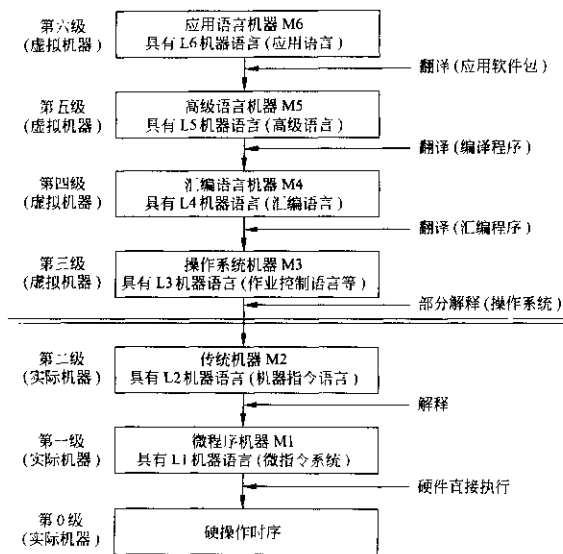 第六级
(虚拟机器)
应用语言机器 M6
具有 L6 机器语言 (应用语言)
翻译 (应用软件包)
第五级
(虚拟机器)
高级语言机器 M5
具有 L5 机器语言 (高级语言)
翻译 (编译程序)
第四级
(虚拟机器)
汇编语言机器 M4
具有 L4 机器语言 (汇编语言)
翻译 (汇编程序)
第三级
(虚拟机器)
操作系统机器 M3
具有 L3 机器语言 (作业控制语言等)
部分解释 (操作系统)
第二级
(实际机器)
传统机器 M2
具有 L2 机器语言 (机器指令语言)
解释
第一级
(实际机器)
微程序机器 M1
具有 L1 机器语言 (微指令系统)
硬件直接执行
第0级
(实际机器)
硬操作时序